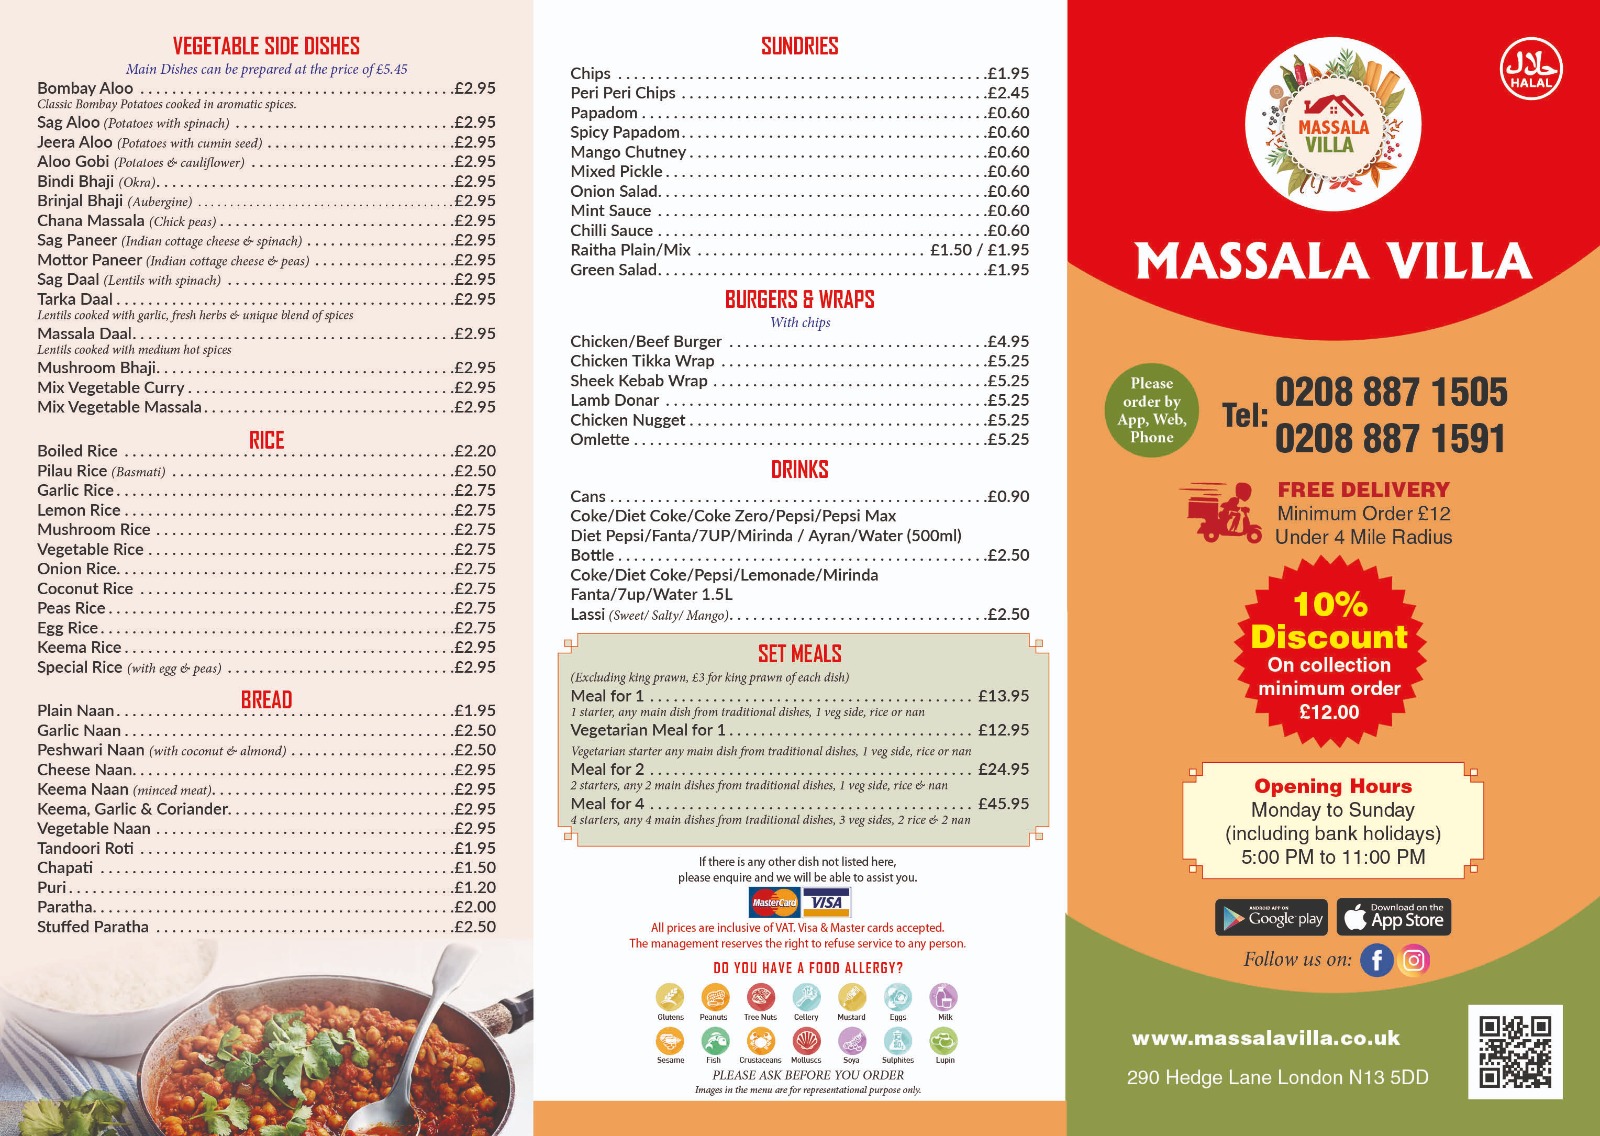 VEGETABLE SIDE DISHES
Main Dishes can be prepared at the price of £5.45
Bombay Aloo £2.95
Classic Bombay Potatoes cooked in aromatic spices.
Sag Aloo (Potatoes with spinach) £2.95
Jeera Aloo (Potatoes with cumin seed) £2.95
Aloo Gobi (Potatoes & cauliflower) £2.95
Bindi Bhaji (Okra) £2.95
Brinjal Bhaji (Aubergine) £2.95
Chana Massala (Chick peas) £2.95
Sag Paneer (Indian cottage cheese & spinach) £2.95
Mottor Paneer (Indian cottage cheese & peas) £2.95
Sag Daal (Lentils with spinach) £2.95
Tarka Daal £2.95
Lentils cooked with garlic, fresh herbs & unique blend of spices
Massala Daal £2.95
Lentils cooked with medium hot spices
Mushroom Bhaji £2.95
Mix Vegetable Curry £2.95
Mix Vegetable Massala £2.95
RICE
Boiled Rice £2.20
Pilau Rice (Basmati) £2.50
Garlic Rice £2.75
Lemon Rice £2.75
Mushroom Rice £2.75
Vegetable Rice £2.75
Onion Rice £2.75
Coconut Rice £2.75
Peas Rice £2.75
Egg Rice £2.75
Keema Rice £2.95
Special Rice (with egg & peas) £2.95
BREAD
Plain Naan £1.95
Garlic Naan £2.50
Peshwari Naan (with coconut & almond) £2.50
Cheese Naan £2.95
Keema Naan (minced meat) £2.95
Keema, Garlic & Coriander £2.95
Vegetable Naan £2.95
Tandoori Roti £1.95
Chapati £1.50
Puri £1.20
Paratha £2.00
Stuffed Paratha £2.50
SUNDRIES
Chips £1.95
Peri Peri Chips £2.45
Papadom £0.60
Spicy Papadom £0.60
Mango Chutney £0.60
Mixed Pickle £0.60
Onion Salad £0.60
Mint Sauce £0.60
Chilli Sauce £0.60
Raitha Plain/Mix £1.50 / £1.95
Green Salad £1.95
BURGERS & WRAPS
With chips
Chicken/Beef Burger £4.95
Chicken Tikka Wrap £5.25
Sheek Kebab Wrap £5.25
Lamb Donar £5.25
Chicken Nugget £5.25
Omlette £5.25
DRINKS
Cans £0.90
Coke/Diet Coke/Coke Zero/Pepsi/Pepsi Max
Diet Pepsi/Fanta/7UP/Mirinda / Ayran/Water (500ml)
Bottle £2.50
Coke/Diet Coke/Pepsi/Lemonade/Mirinda
Fanta/7up/Water 1.5L
Lassi (Sweet/ Salty/ Mango) £2.50
SET MEALS
(Excluding king prawn, £3 for king prawn of each dish)
Meal for 1 £13.95
1 starter, any main dish from traditional dishes, 1 veg side, rice or nan
Vegetarian Meal for 1 £12.95
Vegetarian starter any main dish from traditional dishes, 1 veg side, rice or nan
Meal for 2 £24.95
2 starters, any 2 main dishes from traditional dishes, 1 veg side, rice & nan
Meal for 4 £45.95
4 starters, any 4 main dishes from traditional dishes, 3 veg sides, 2 rice & 2 nan
If there is any other dish not listed here,
please enquire and we will be able to assist you.
MasterCard VISA
All prices are inclusive of VAT. Visa & Master cards accepted.
The management reserves the right to refuse service to any person.
DO YOU HAVE A FOOD ALLERGY?
Glutens Peanuts Tree Nuts Cellery Mustard Eggs Milk
Sesame Fish Crustaceans Molluscs Soya Sulphites Lupin
PLEASE ASK BEFORE YOU ORDER
Images in the menu are for representational purpose only.
حلال
HALAL
MASSALA
VILLA
MASSALA VILLA
Please
order by
App, Web,
Phone
Tel: 0208 887 1505
0208 887 1591
FREE DELIVERY
Minimum Order £12
Under 4 Mile Radius
10%
Discount
On collection
minimum order
£12.00
Opening Hours
Monday to Sunday
(including bank holidays)
5:00 PM to 11:00 PM
ANDROID APP ON
Google play
Download on the
App Store
Follow us on:
www.massalavilla.co.uk
290 Hedge Lane London N13 5DD